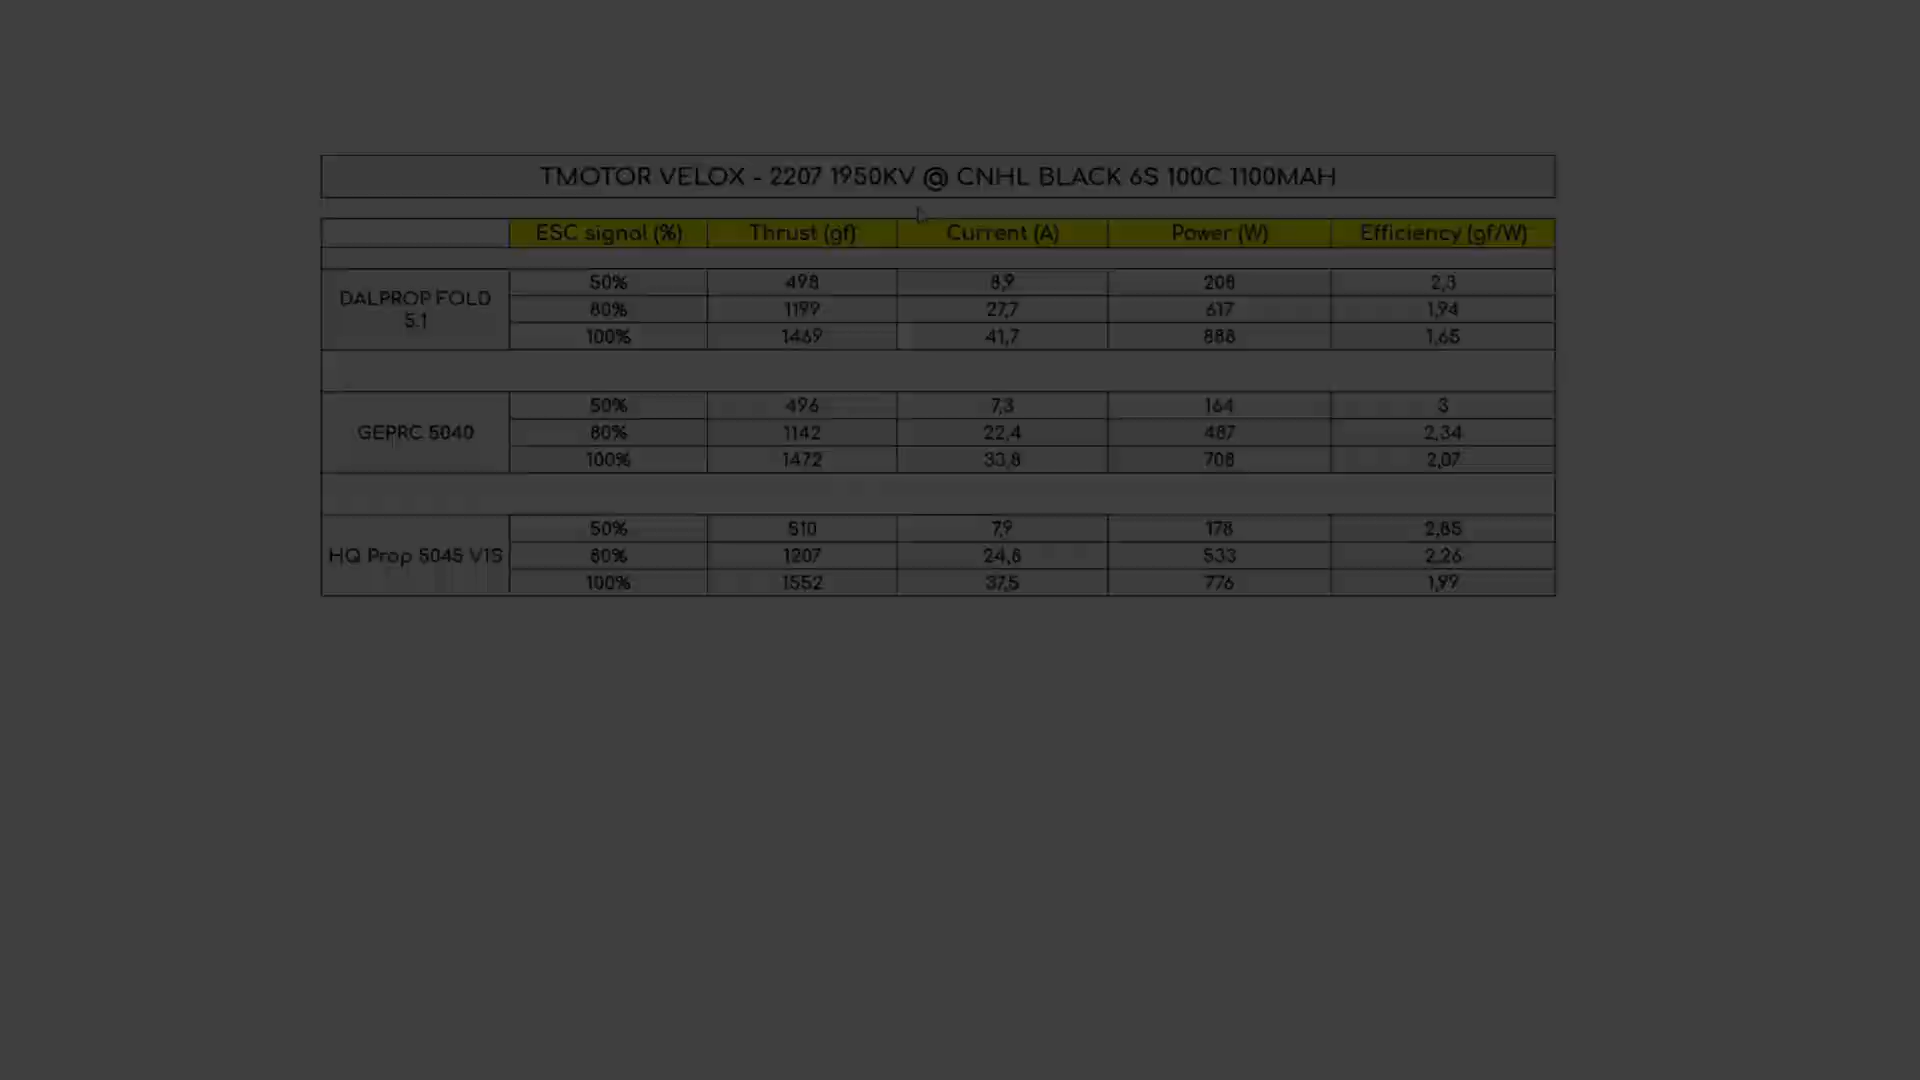 TMOTOR VELOX - 2207 1950KV @ CNHL BLACK 6S 100C 1100MAH
ESC signal (%) Thrust (gf) Current (A) Power (W) Efficiency (gf/W)
DALPROP FOLD 5.1
50% 498 8,9 208 2,3
80% 1199 27,7 617 1,94
100% 1469 41,7 888 1,65
GEPRC 5040
50% 496 7,3 164 3
80% 1142 22,4 487 2,34
100% 1472 33,8 708 2,07
HQ Prop 5045 V1S
50% 510 7,9 178 2,85
80% 1207 24,8 533 2,26
100% 1552 37,5 776 1,99